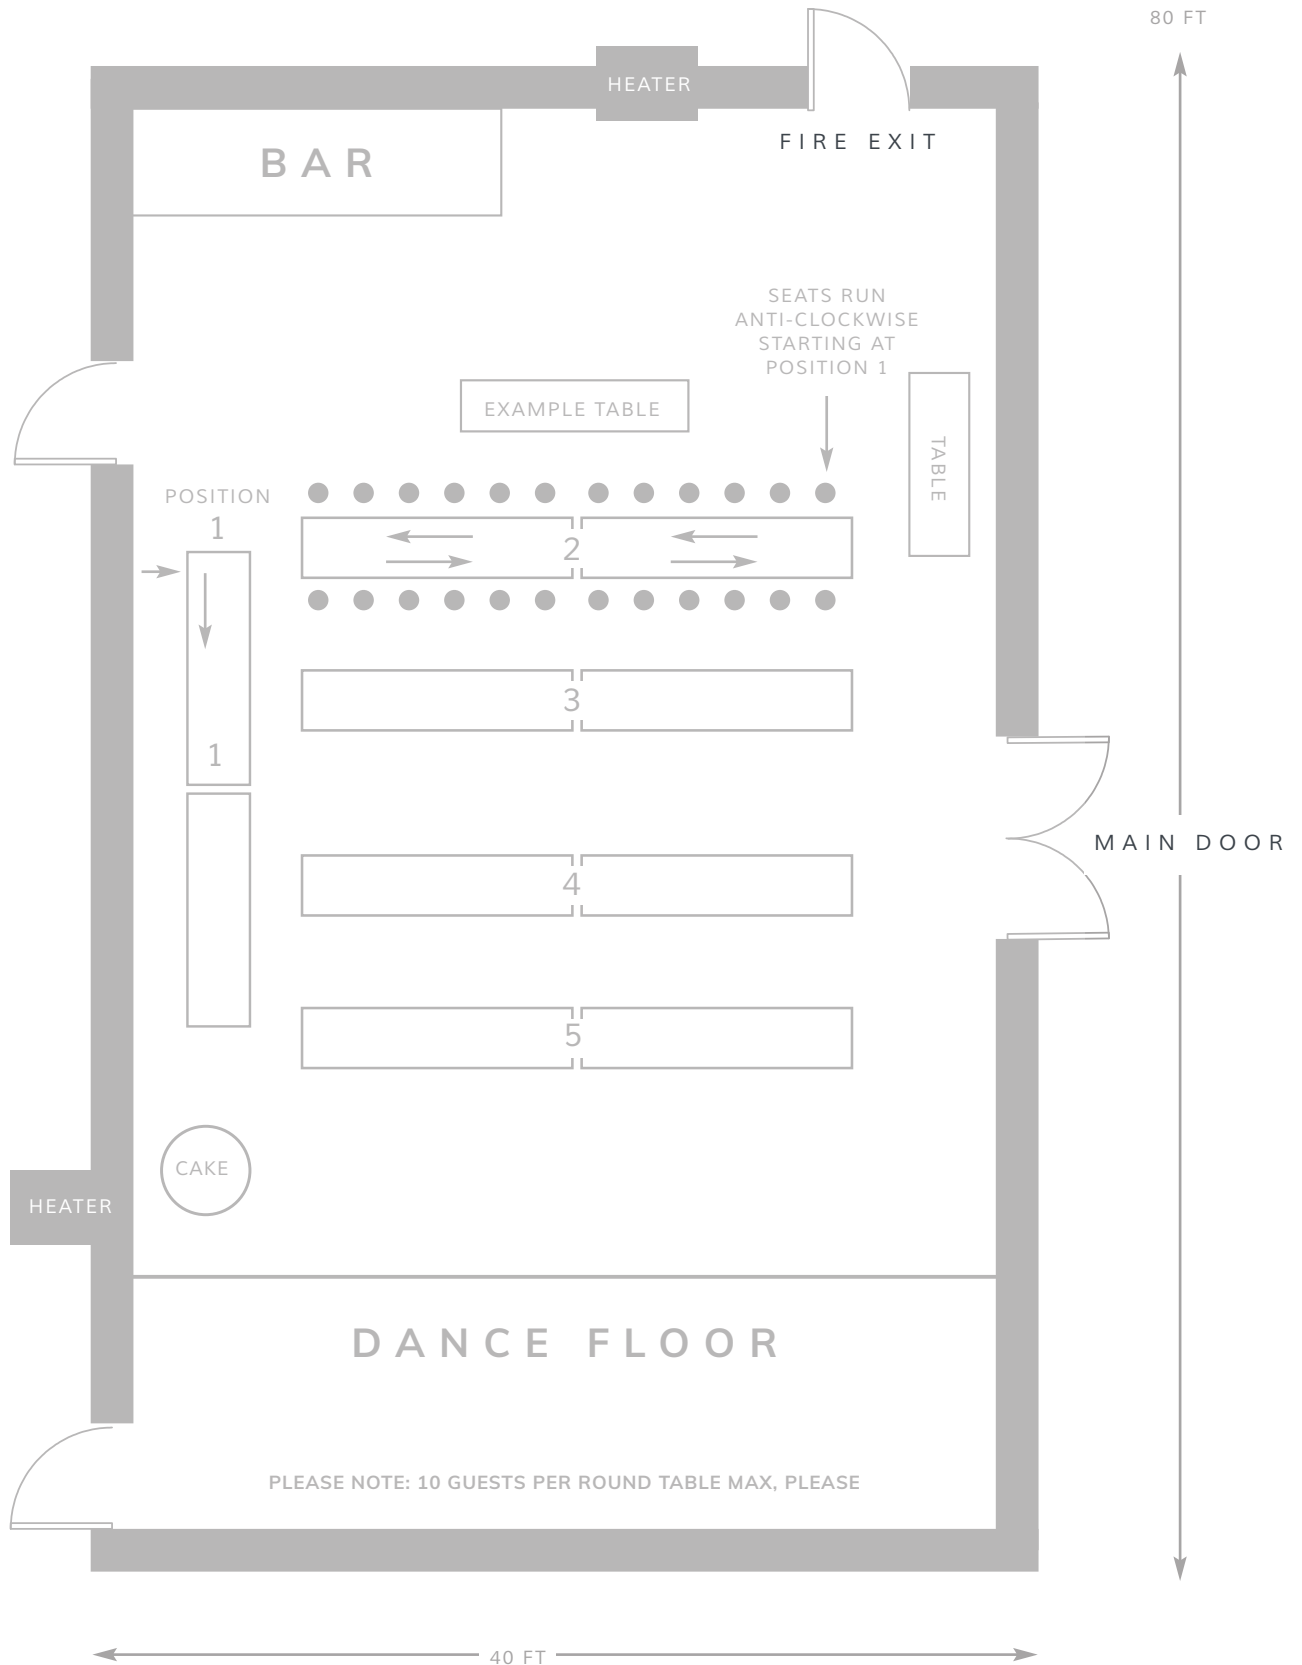 80 FT
HEATER
FIRE EXIT
BAR
SEATS RUN
ANTI-CLOCKWISE
STARTING AT
POSITION 1
EXAMPLE TABLE
TABLE
POSITION
1
2
3
1
MAIN DOOR
4
5
CAKE
HEATER
DANCE FLOOR
PLEASE NOTE: 10 GUESTS PER ROUND TABLE MAX, PLEASE
40 FT